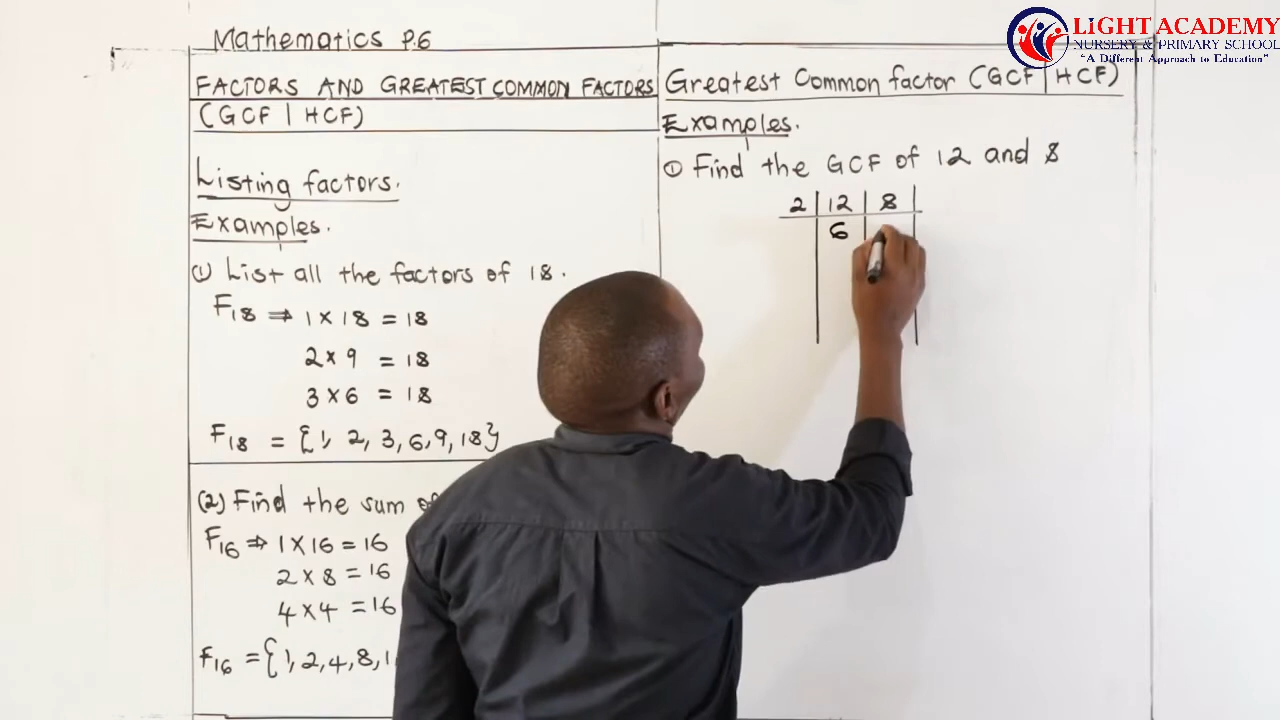 Mathematics P.6
FACTORS AND GREATEST COMMON FACTORS
(GCF | HCF)
Listing factors.
Examples.
① List all the factors of 18.
F18 ⇒ 1 × 18 = 18
2 × 9 = 18
3 × 6 = 18
F18 = {1, 2, 3, 6, 9, 18}
(2) Find the sum of
F16 ⇒ 1 × 16 = 16
2 × 8 = 16
4 × 4 = 16
F16 = {1, 2, 4, 8, 1
Greatest Common factor (GCF | HCF)
Examples.
① Find the GCF of 12 and 8
2 | 12 | 8 |
6
LIGHT ACADEMY
NURSERY & PRIMARY SCHOOL
"A Different Approach to Education"